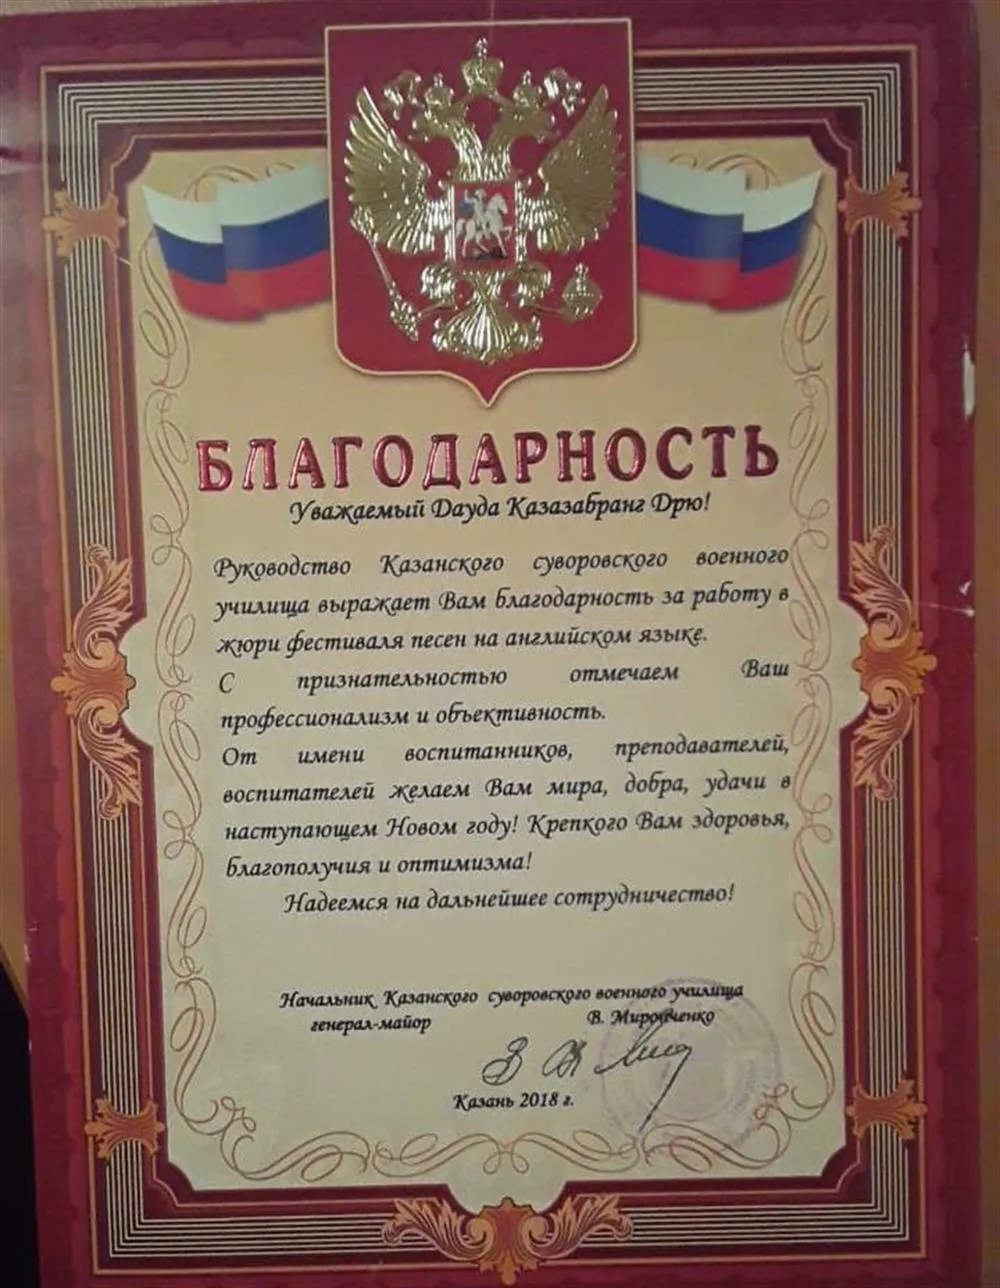 БЛАГОДАРНОСТЬ
Уважаемый Дауда Казазабранг Дрю!
Руководство Казанского суворовского военного
училища выражает Вам благодарность за работу в
жюри фестиваля песен на английском языке.
С признательностью отмечаем Ваш
профессионализм и объективность.
От имени воспитанников, преподавателей,
воспитателей желаем Вам мира, добра, удачи в
наступающем Новом году! Крепкого Вам здоровья,
благополучия и оптимизма!
Надеемся на дальнейшее сотрудничество!
Начальник Казанского суворовского военного училища
генерал-майор В. Миронченко
Казань 2018 г.